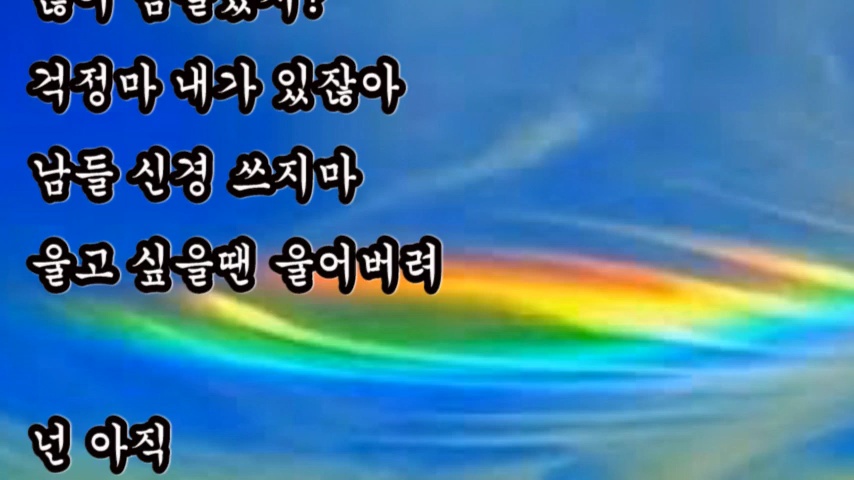 걱정마 내가 있잖아
남들 신경 쓰지마
울고 싶을땐 울어버려
넌 아직